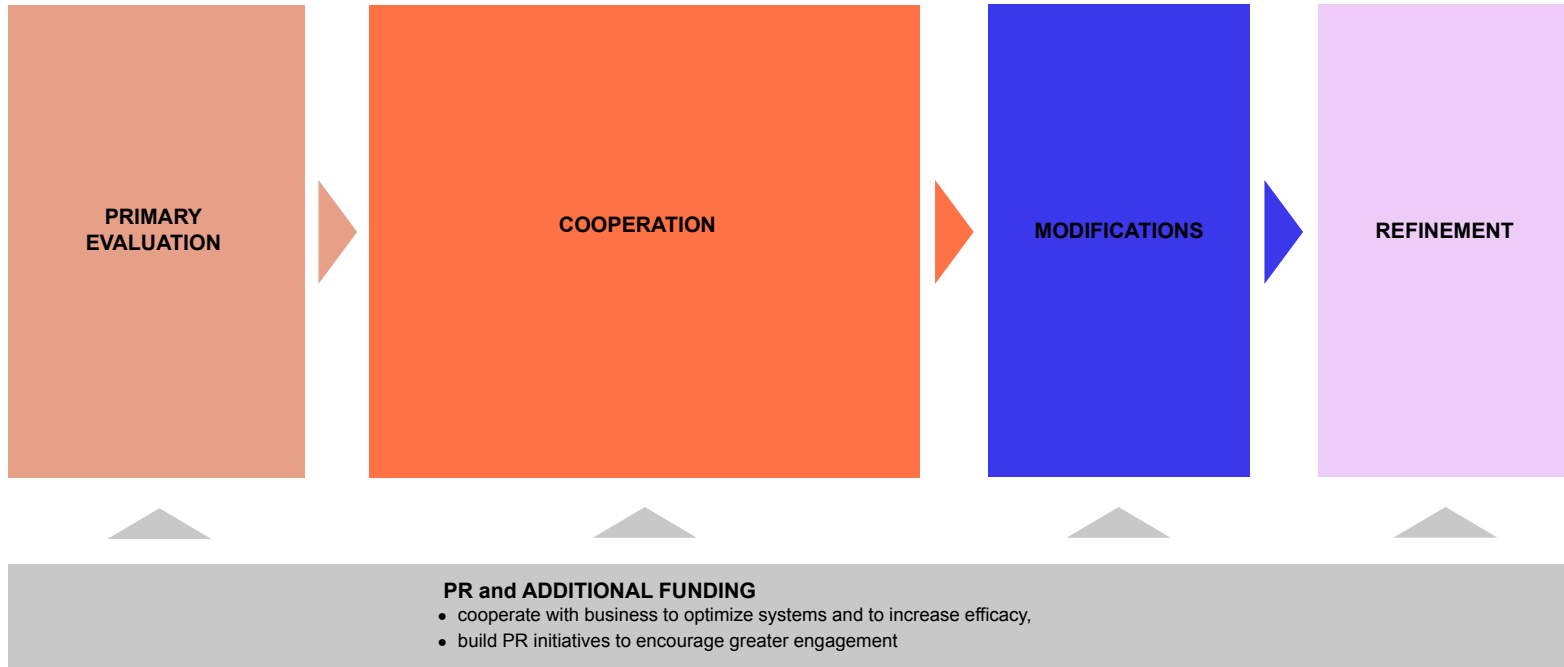 PRIMARY
EVALUATION
COOPERATION
MODIFICATIONS
REFINEMENT
PR and ADDITIONAL FUNDING
• cooperate with business to optimize systems and to increase efficacy,
• build PR initiatives to encourage greater engagement